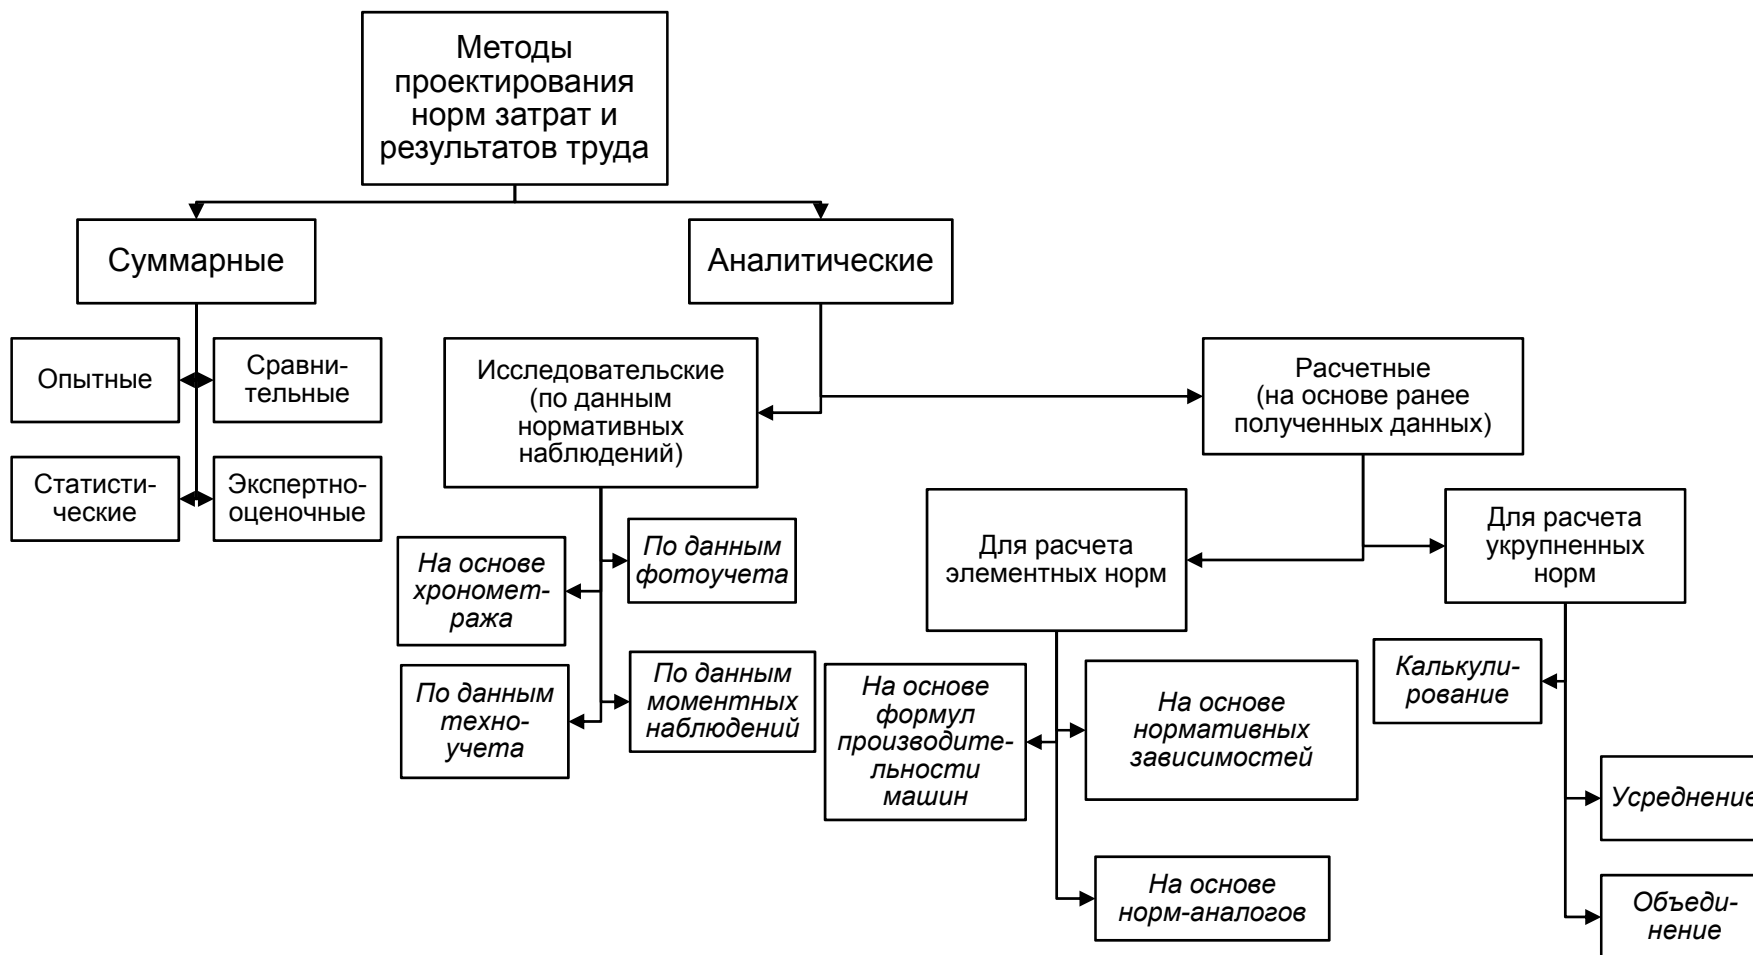 Методы
проектирования
норм затрат и
результатов труда
Суммарные
Аналитические
Опытные
Сравни-
тельные
Статисти-
ческие
Экспертно-
оценочные
Исследовательские
(по данным
нормативных
наблюдений)
Расчетные
(на основе ранее
полученных данных)
На основе
хрономет-
ража
По данным
фотоучета
По данным
техно-
учета
По данным
моментных
наблюдений
Для расчета
элементных норм
Для расчета
укрупненных
норм
На основе
формул
производите-
льности
машин
На основе
нормативных
зависимостей
На основе
норм-аналогов
Калькули-
рование
Усреднение
Объеди-
нение